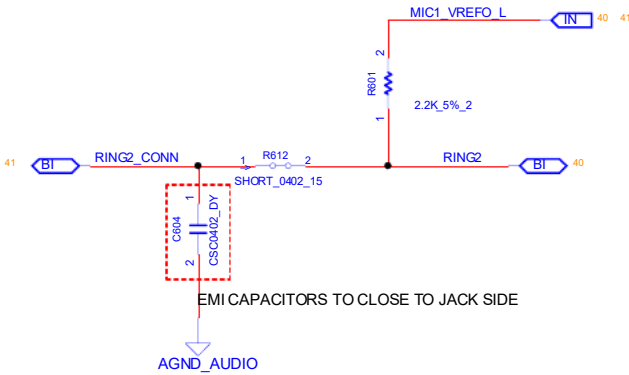 MIC1_VREFO_L
IN
40 41
2
R601
2.2K_5%_2
1
41
BI
RING2_CONN
1
R612
2
RING2
BI
40
SHORT_0402_15
1
C604
CSC0402_DY
2
EMI CAPACITORS TO CLOSE TO JACK SIDE
AGND_AUDIO